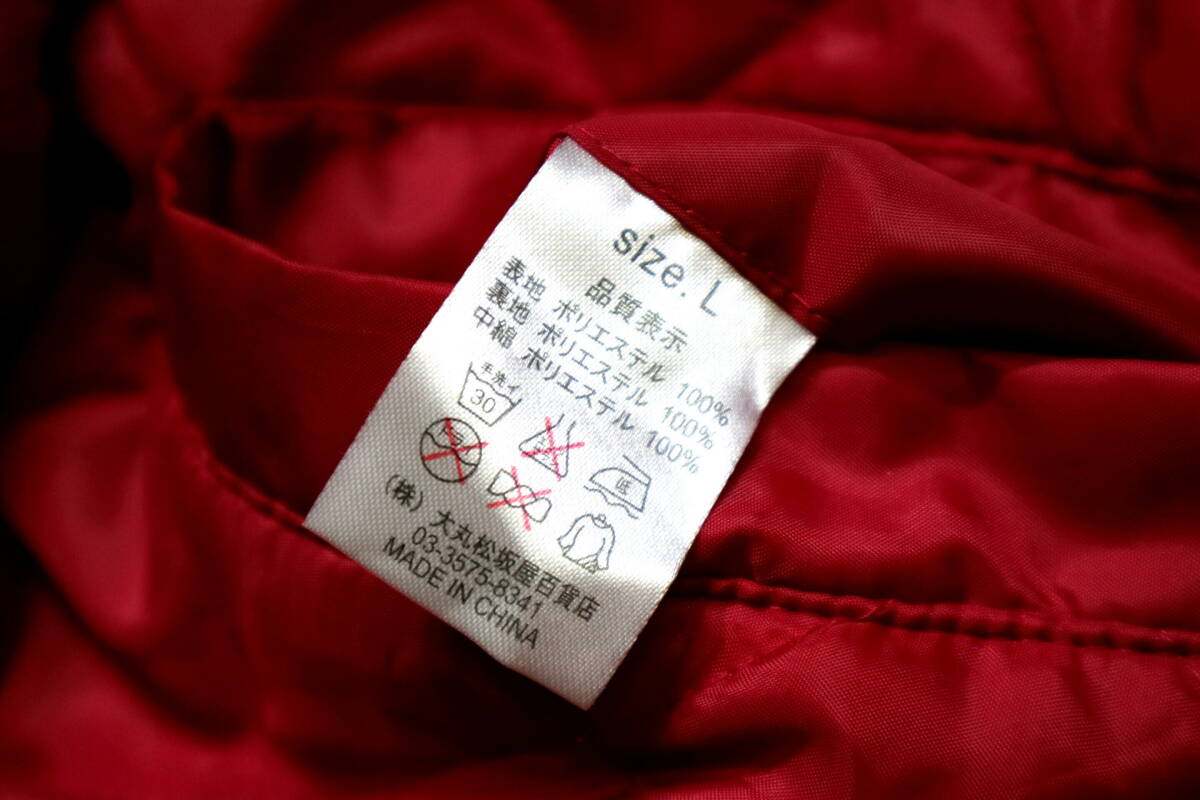 size. L
品質表示
表地 ポリエステル 100%
裏地 ポリエステル 100%
中綿 ポリエステル 100%
手洗イ
30
低
(株) 大丸松坂屋百貨店
03-3575-8341
MADE IN CHINA